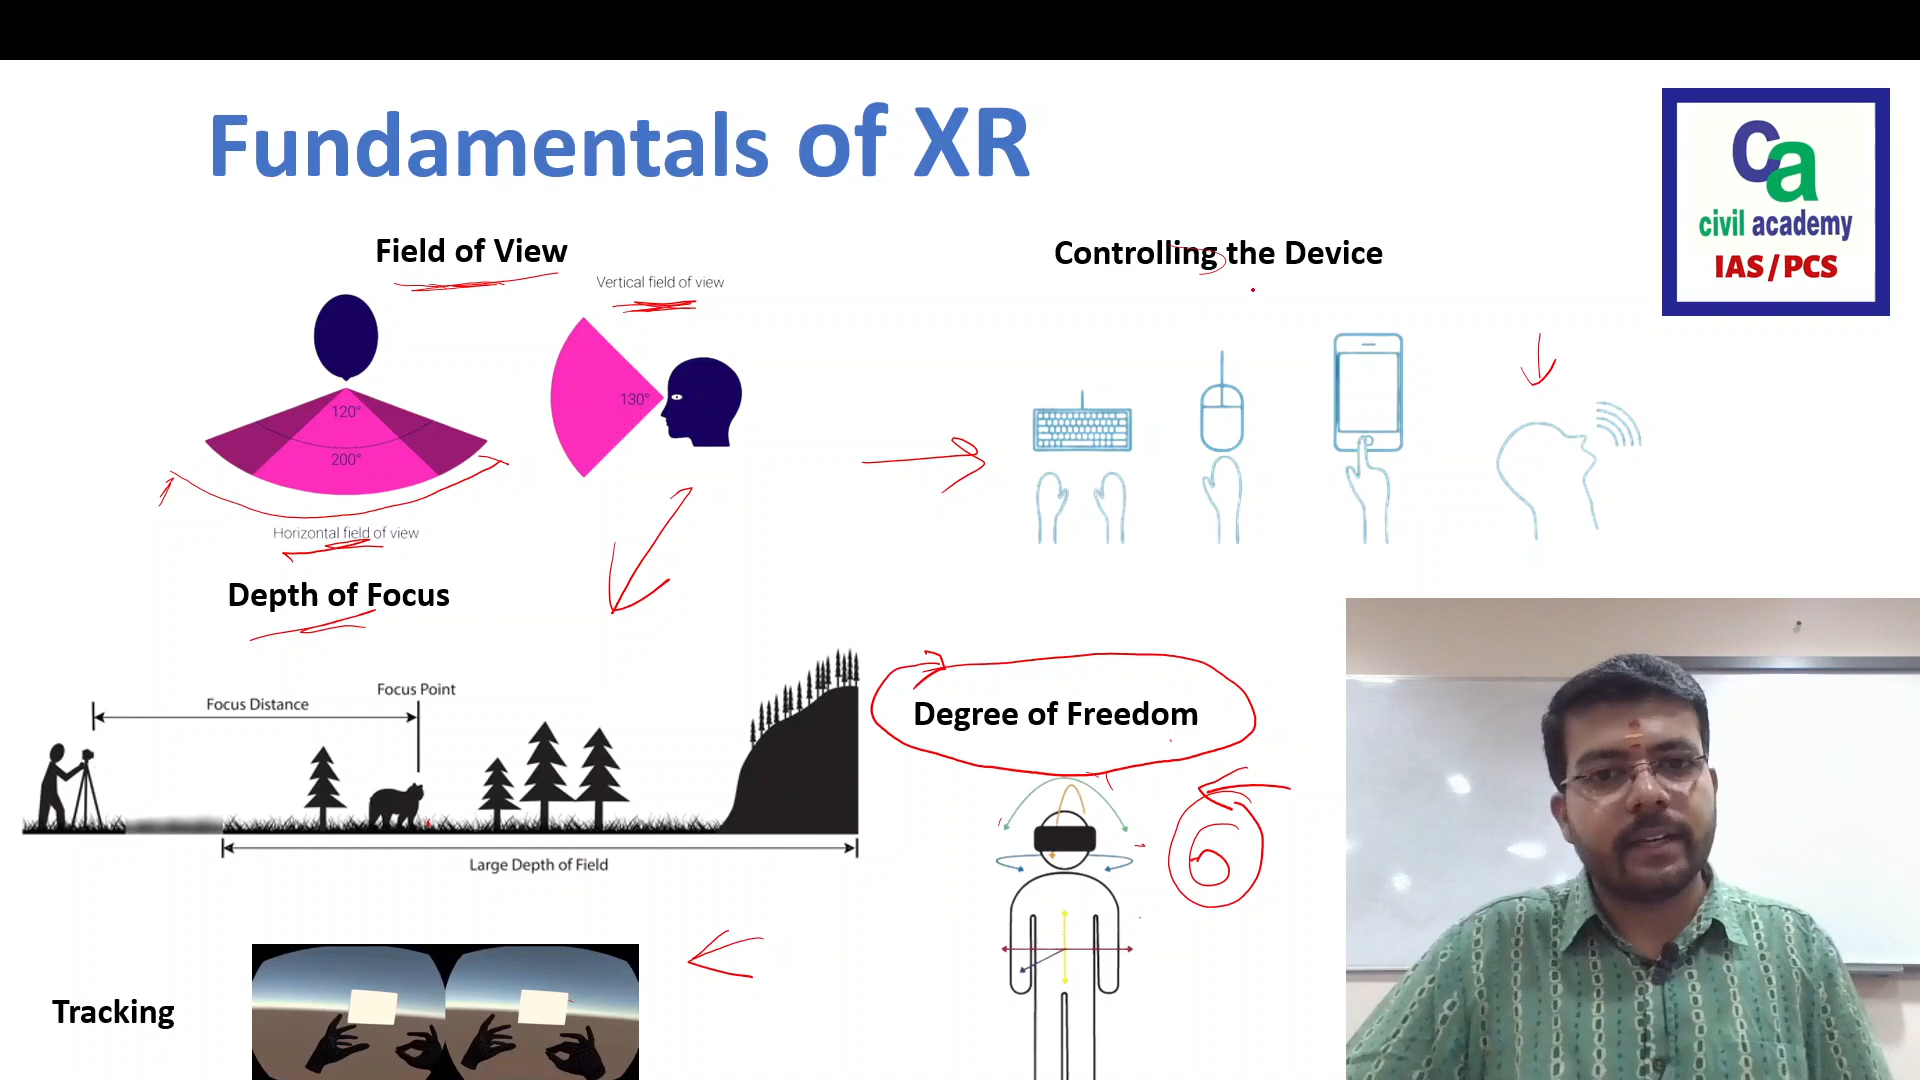 Fundamentals of XR
ca
civil academy
IAS/PCS
Field of View
Vertical field of view
120°
200°
130°
Horizontal field of view
Controlling the Device
Depth of Focus
Focus Distance
Focus Point
Large Depth of Field
Degree of Freedom
6
Tracking